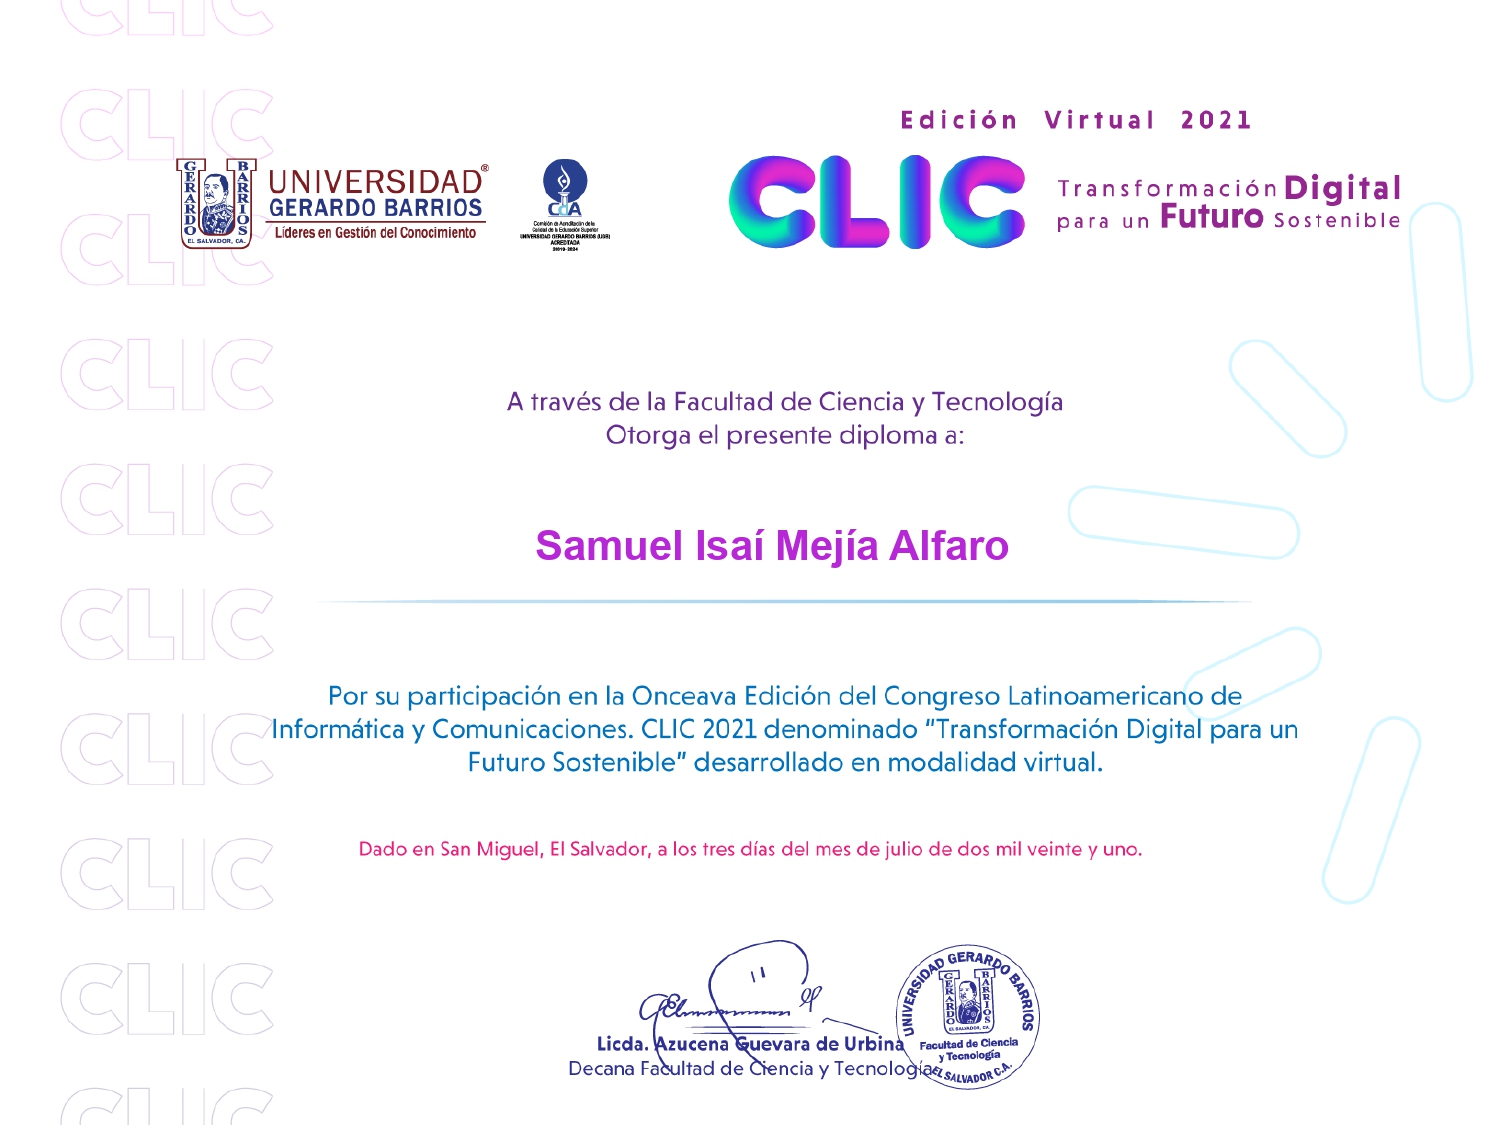 CLIC
CLIC
Edición Virtual 2021
GERARDO BARRIOS
EL SALVADOR, CA.
UNIVERSIDAD®
GERARDO BARRIOS
Líderes en Gestión del Conocimiento
CdA
Comisión de Acreditación de la
Calidad de la Educación Superior
UNIVERSIDAD GERARDO BARRIOS (UGB)
ACREDITADA
CLIC
Transformación Digital
para un Futuro Sostenible
CLIC
CLIC
A través de la Facultad de Ciencia y Tecnología
Otorga el presente diploma a:
CLIC
Samuel Isaí Mejía Alfaro
CLIC
Por su participación en la Onceava Edición del Congreso Latinoamericano de
Informática y Comunicaciones. CLIC 2021 denominado "Transformación Digital para un
Futuro Sostenible" desarrollado en modalidad virtual.
CLIC
Dado en San Miguel, El Salvador, a los tres días del mes de julio de dos mil veinte y uno.
CLIC
CLIC
Licda. Azucena Guevara de Urbina
Decana Facultad de Ciencia y Tecnología
UNIVERSIDAD GERARDO BARRIOS
GERARDO BARRIOS
EL SALVADOR, CA.
Facultad de Ciencia
y Tecnología
EL SALVADOR C.A.
CLIC